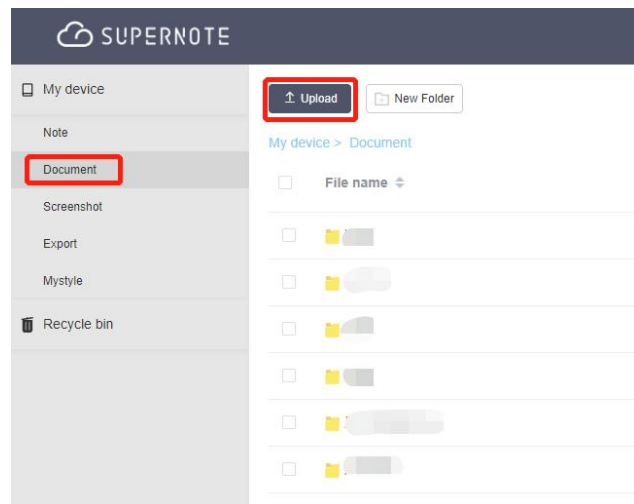 SUPERNOTE
My device
Note
Document
Screenshot
Export
Mystyle
Recycle bin
Upload
New Folder
My device > Document
File name